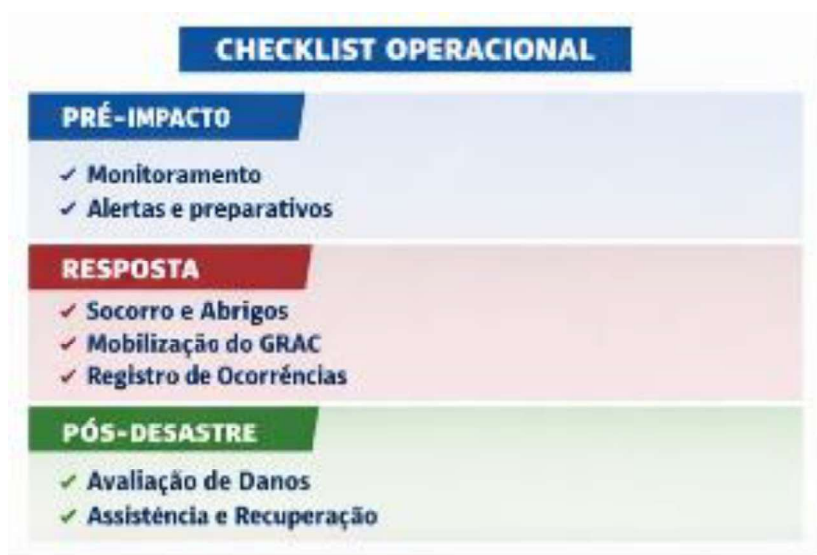 CHECKLIST OPERACIONAL
PRÉ-IMPACTO
✓ Monitoramento
✓ Alertas e preparativos
RESPOSTA
✓ Socorro e Abrigos
✓ Mobilização do GRAC
✓ Registro de Ocorrências
PÓS-DESASTRE
✓ Avaliação de Danos
✓ Assistência e Recuperação